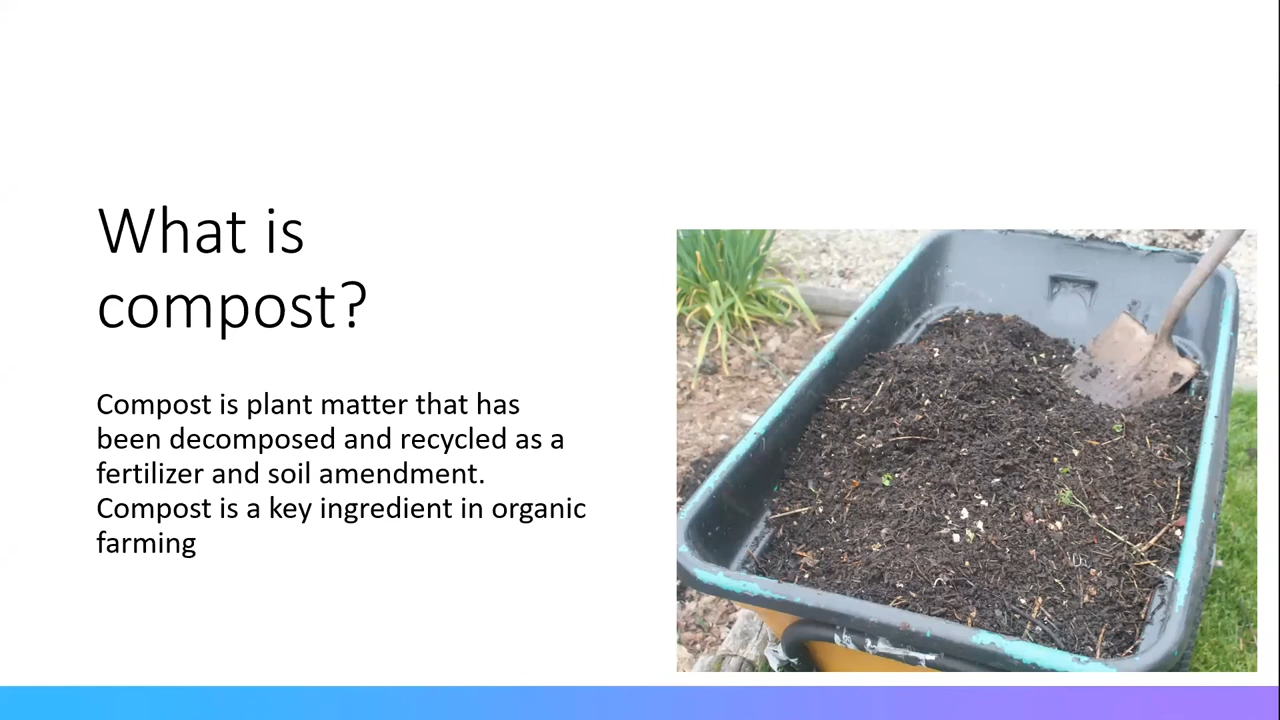 What is
compost?
Compost is plant matter that has
been decomposed and recycled as a
fertilizer and soil amendment.
Compost is a key ingredient in organic
farming